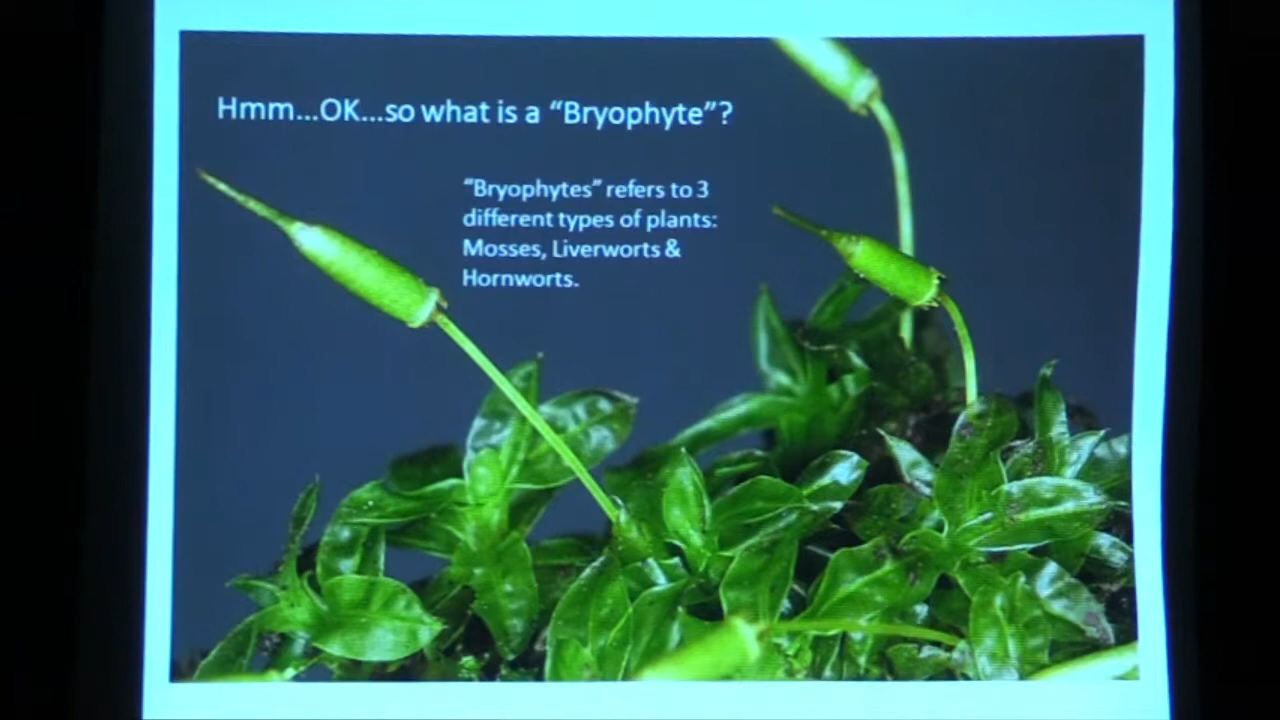 Hmm...OK...so what is a “Bryophyte”?
“Bryophytes” refers to 3
different types of plants:
Mosses, Liverworts &
Hornworts.